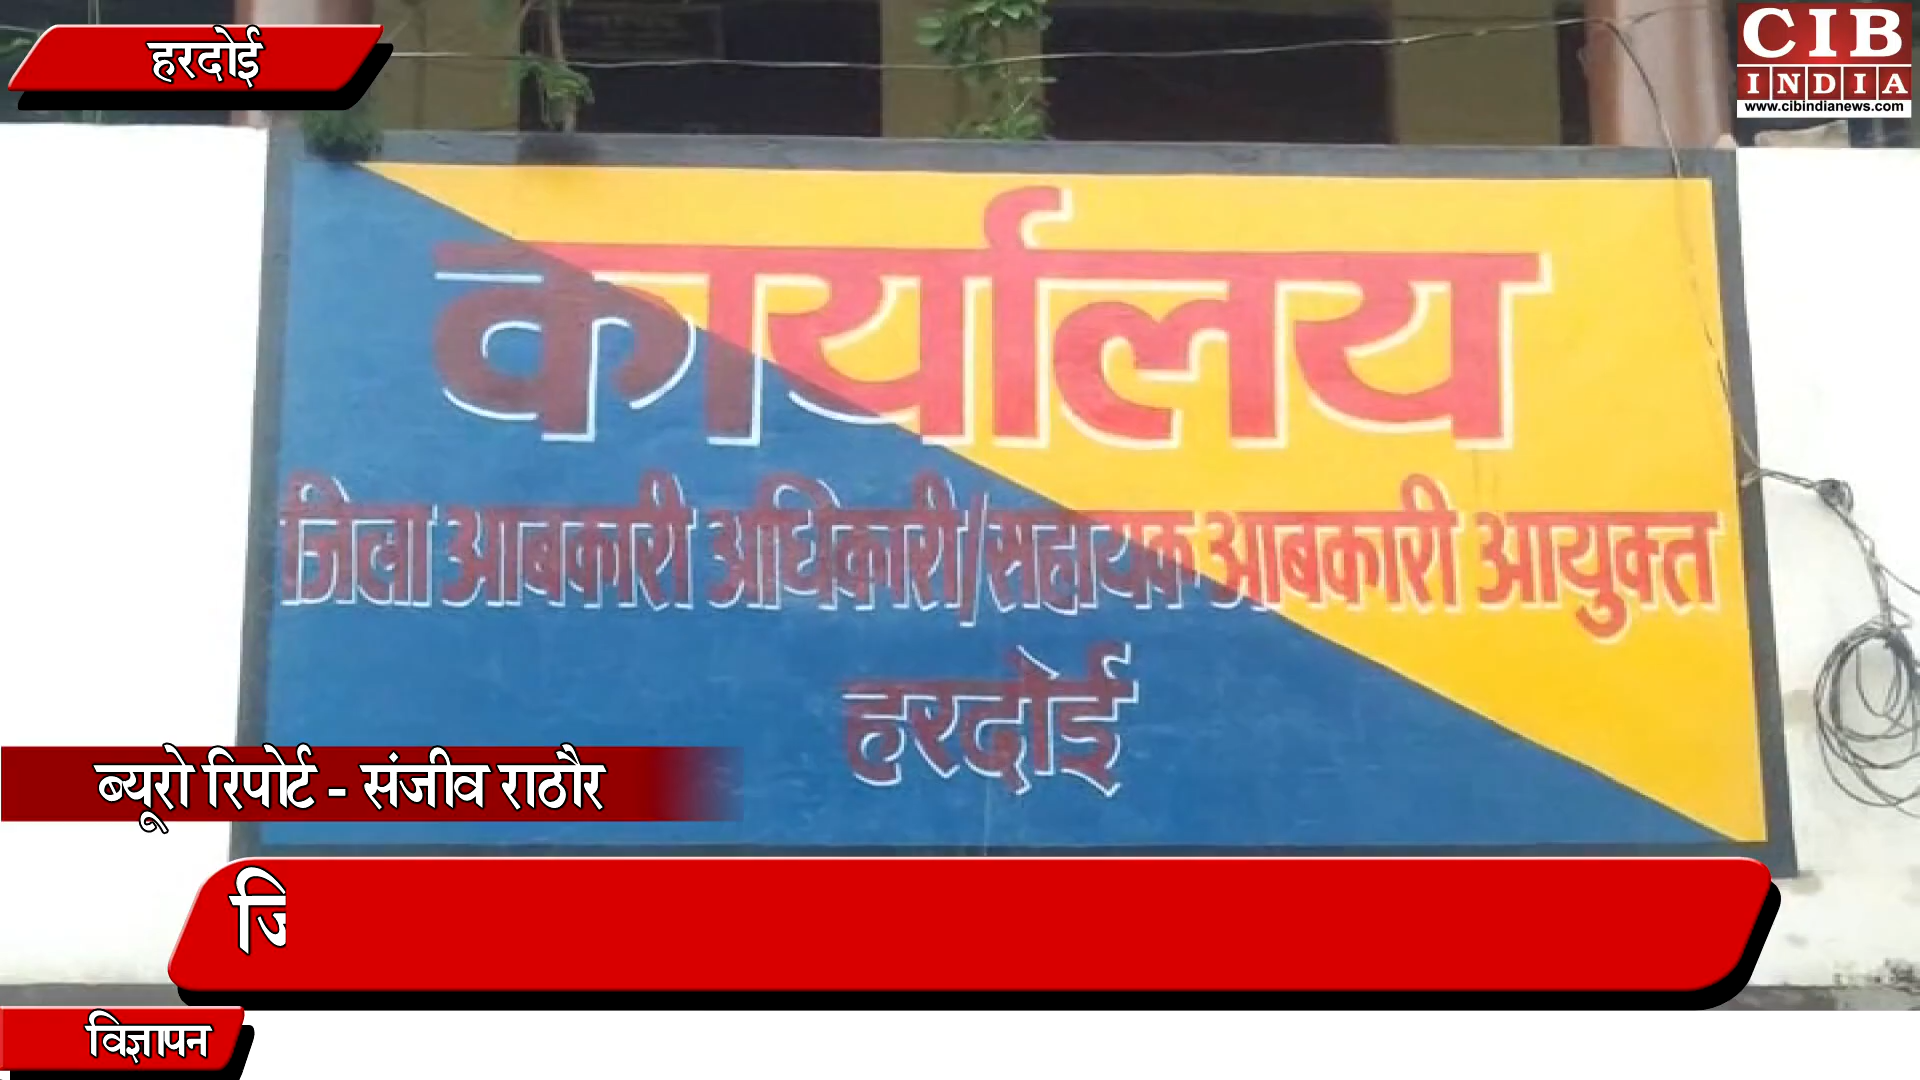 हरदोई
CIB
INDIA
www.cibindianews.com
कार्यालय
जिला आबकारी अधिकारी/सहायक आबकारी आयुक्त
हरदोई
ब्यूरो रिपोर्ट - संजीव राठौर
विज्ञापन